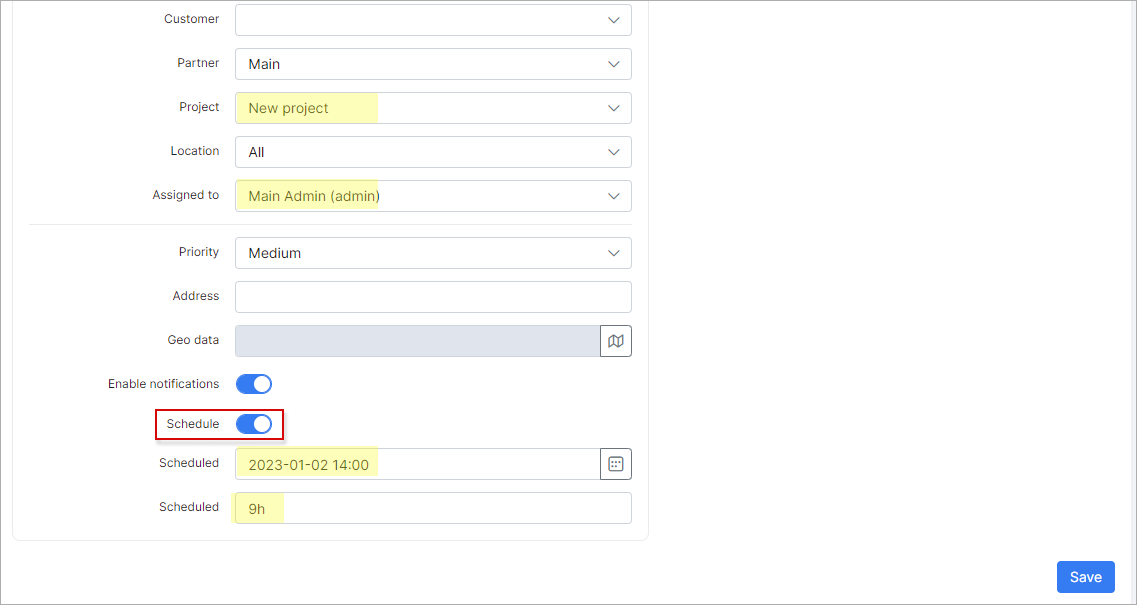 Customer
Partner Main
Project New project
Location All
Assigned to Main Admin (admin)
Priority Medium
Address
Geo data
Enable notifications
Schedule
Scheduled 2023-01-02 14:00
Scheduled 9h
Save